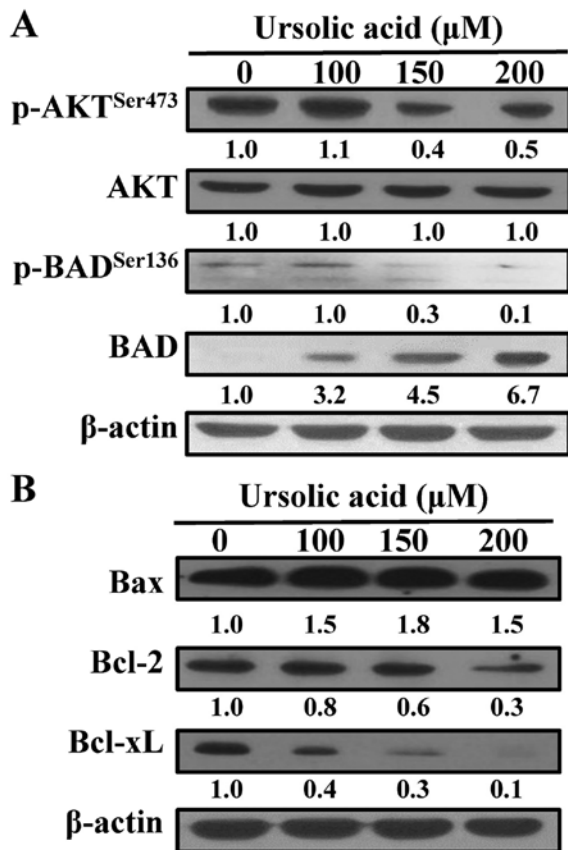 A
Ursolic acid (μM)
0 100 150 200
p-AKTSer473
1.0 1.1 0.4 0.5
AKT
1.0 1.0 1.0 1.0
p-BADSer136
1.0 1.0 0.3 0.1
BAD
1.0 3.2 4.5 6.7
β-actin
B
Ursolic acid (μM)
0 100 150 200
Bax
1.0 1.5 1.8 1.5
Bcl-2
1.0 0.8 0.6 0.3
Bcl-xL
1.0 0.4 0.3 0.1
β-actin